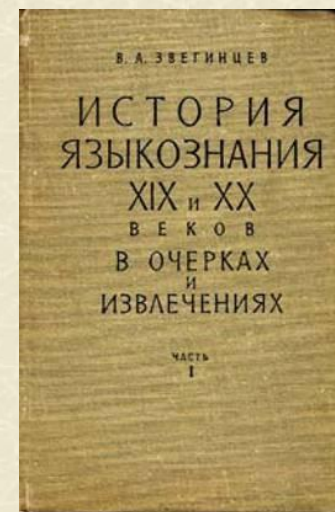 В. А. ЗВЕГИНЦЕВ
ИСТОРИЯ
ЯЗЫКОЗНАНИЯ
XIX и XX
ВЕКОВ
В ОЧЕРКАХ
И
ИЗВЛЕЧЕНИЯХ
ЧАСТЬ
I